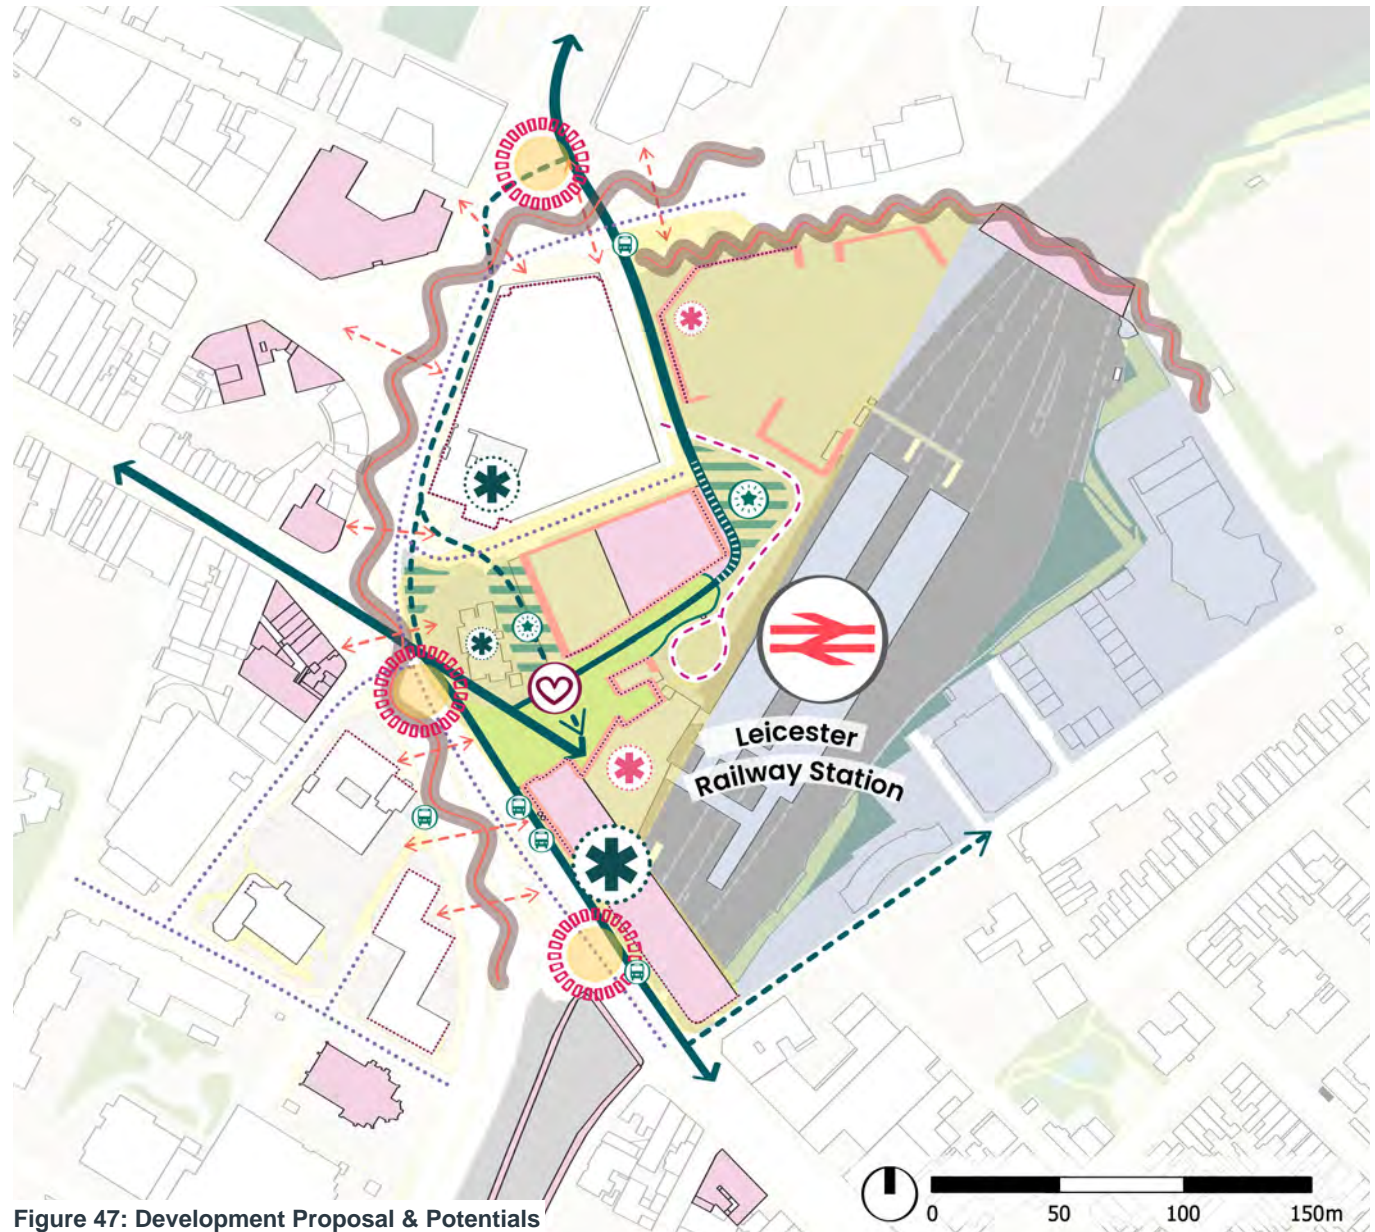 Leicester
Railway Station
0 50 100 150m
Figure 47: Development Proposal & Potentials